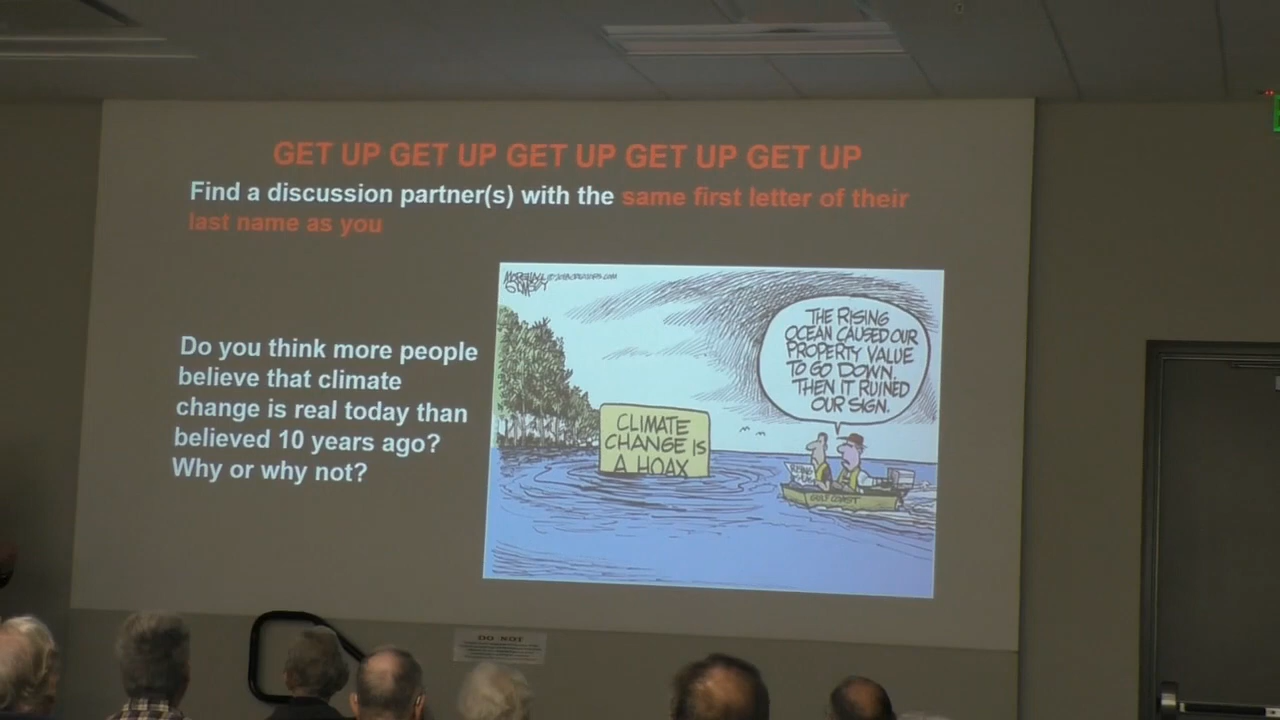 GET UP GET UP GET UP GET UP GET UP
Find a discussion partner(s) with the same first letter of their
last name as you
Do you think more people
believe that climate
change is real today than
believed 10 years ago?
Why or why not?
THE RISING
OCEAN CAUSED OUR
PROPERTY VALUE
TO GO DOWN.
THEN IT RUINED
OUR SIGN.
CLIMATE
CHANGE IS
A HOAX
GULF COAST
DO NOT